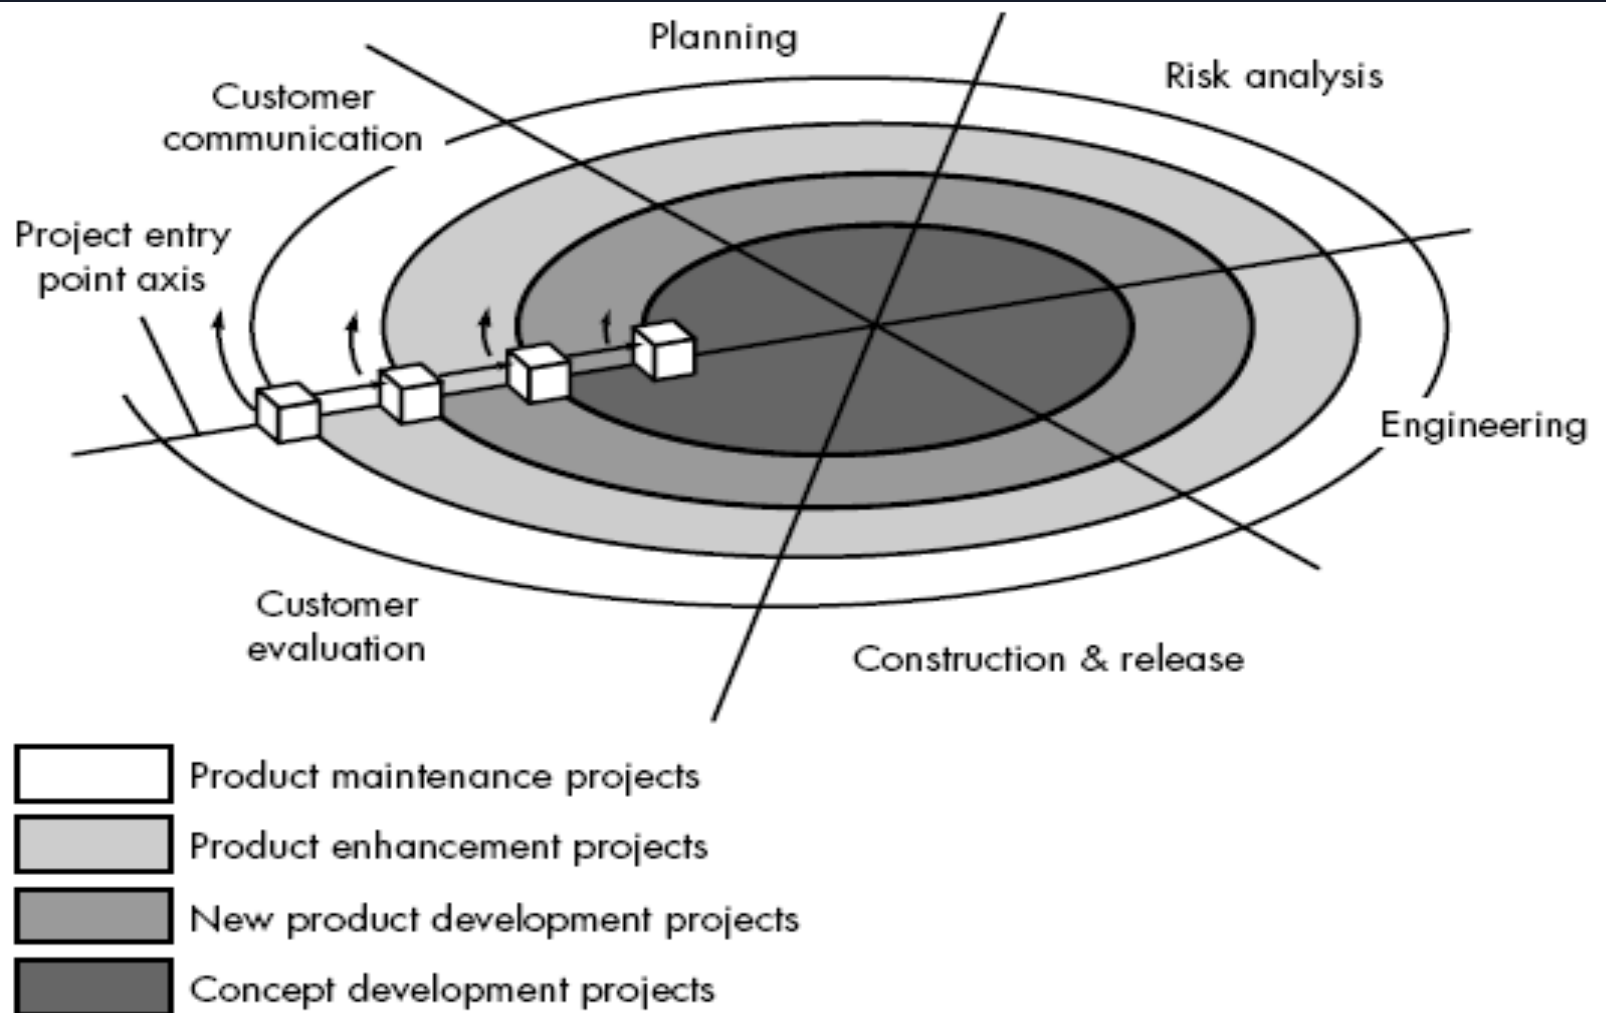 Planning
Risk analysis
Customer
communication
Project entry
point axis
Engineering
Customer
evaluation
Construction & release
Product maintenance projects
Product enhancement projects
New product development projects
Concept development projects